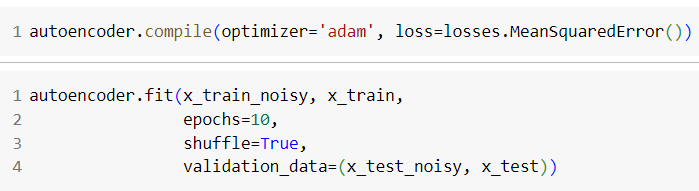 1 autoencoder.compile(optimizer='adam', loss=losses.MeanSquaredError())
1 autoencoder.fit(x_train_noisy, x_train,
2                 epochs=10,
3                 shuffle=True,
4                 validation_data=(x_test_noisy, x_test))